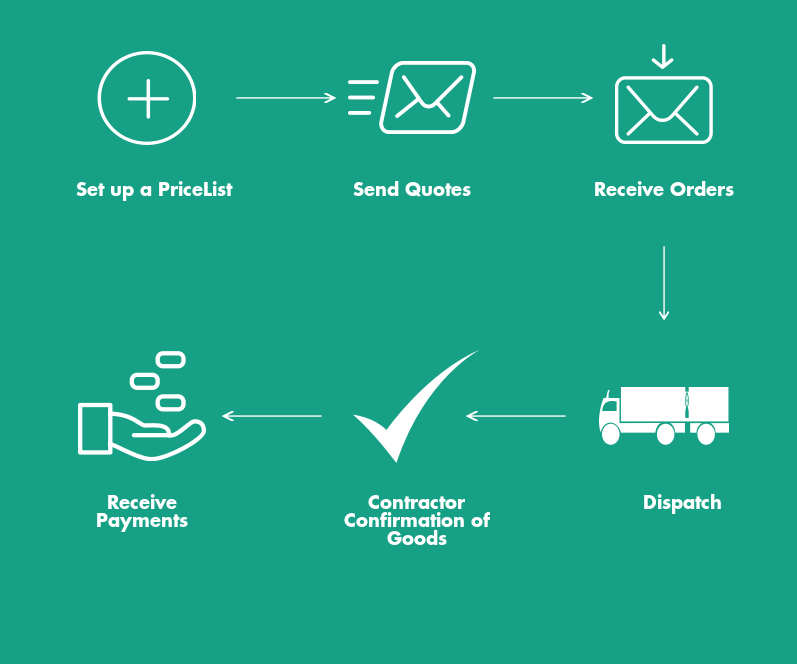 Set up a PriceList
Send Quotes
Receive Orders
Dispatch
Contractor
Confirmation of
Goods
Receive
Payments